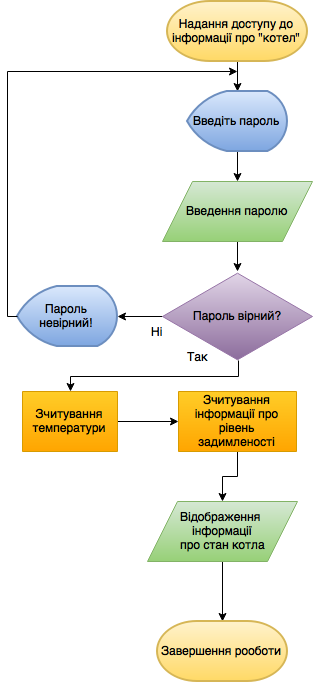 Надання доступу до
інформації про "котел"
Введіть пароль
Введення паролю
Пароль вірний?
Пароль
невірний!
Ні
Так
Зчитування
температури
Зчитування
інформації про
рівень
задимленості
Відображення
інформації
про стан котла
Завершення рооботи